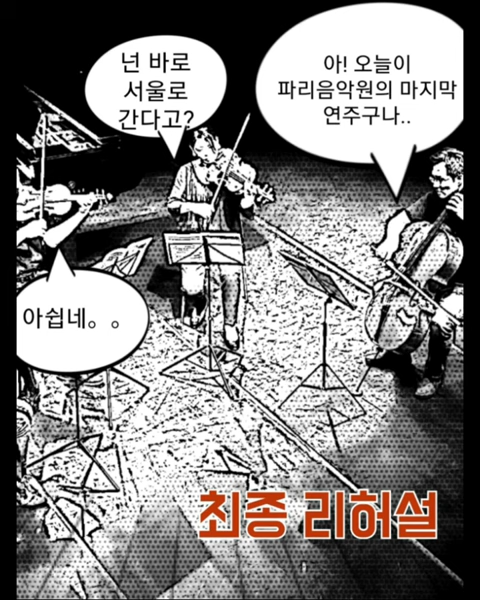 넌 바로
서울로
간다고?
아! 오늘이
파리음악원의 마지막
연주구나..
아쉽네。。
최종 리허설